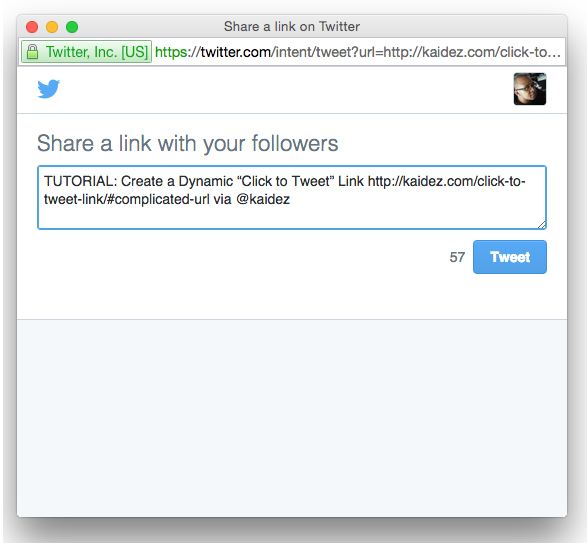 Share a link on Twitter
Twitter, Inc. [US] https://twitter.com/intent/tweet?url=http://kaidez.com/click-to…
Share a link with your followers
TUTORIAL: Create a Dynamic “Click to Tweet” Link http://kaidez.com/click-to-
tweet-link/#complicated-url via @kaidez
57 Tweet